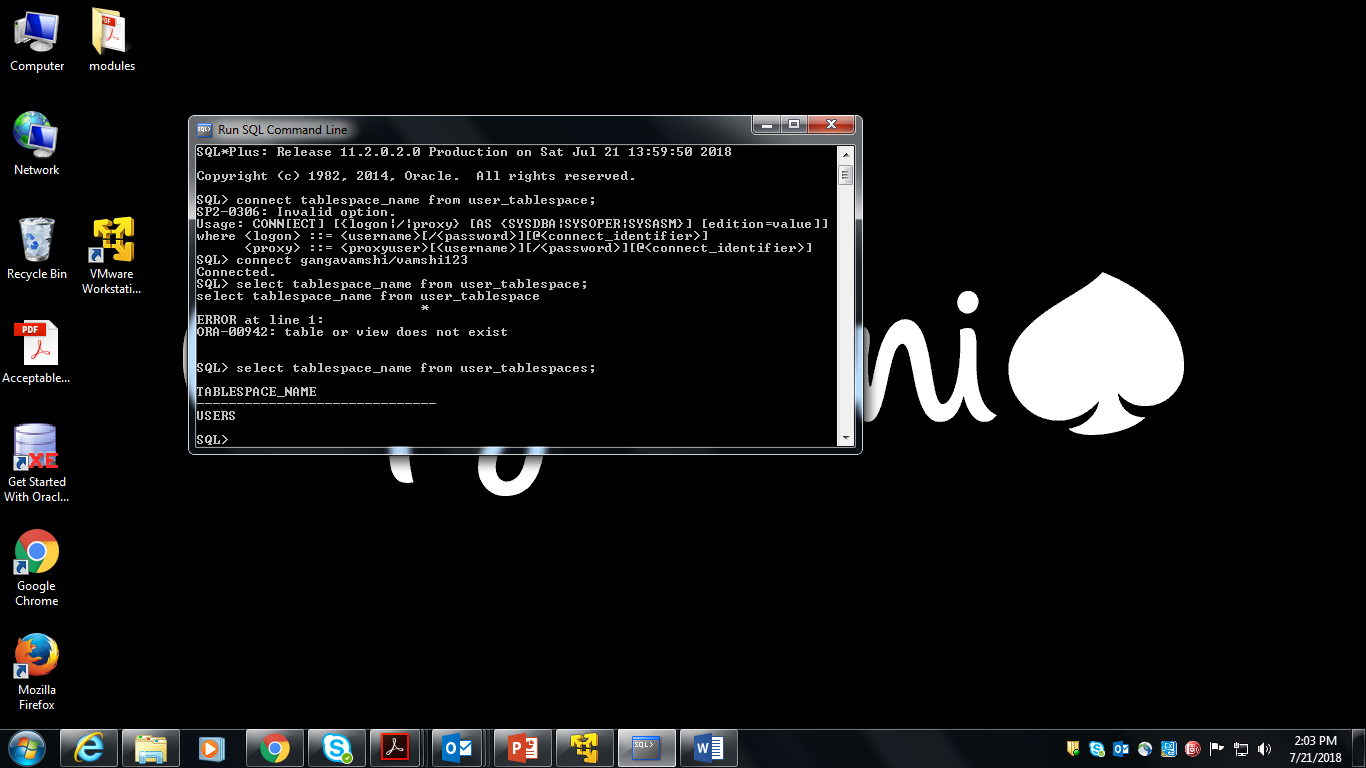 Computer
modules
Network
Recycle Bin
VMware
Workstati...
PDF
Acceptable...
XE
Get Started
With Oracl...
Google
Chrome
Mozilla
Firefox
Run SQL Command Line
SQL*Plus: Release 11.2.0.2.0 Production on Sat Jul 21 13:59:50 2018
Copyright (c) 1982, 2014, Oracle.  All rights reserved.
SQL> connect tablespace_name from user_tablespace;
SP2-0306: Invalid option.
Usage: CONN[ECT] [{logon|/|proxy} [AS {SYSDBA|SYSOPER|SYSASM}] [edition=value]]
where <logon> ::= <username>[/<password>][@<connect_identifier>]
      <proxy> ::= <proxyuser>[<username>][/<password>][@<connect_identifier>]
SQL> connect gangavamshi/vamshi123
Connected.
SQL> select tablespace_name from user_tablespace;
select tablespace_name from user_tablespace
                            *
ERROR at line 1:
ORA-00942: table or view does not exist
SQL> select tablespace_name from user_tablespaces;
TABLESPACE_NAME
------------------------------
USERS
SQL>
ni
2:03 PM
7/21/2018